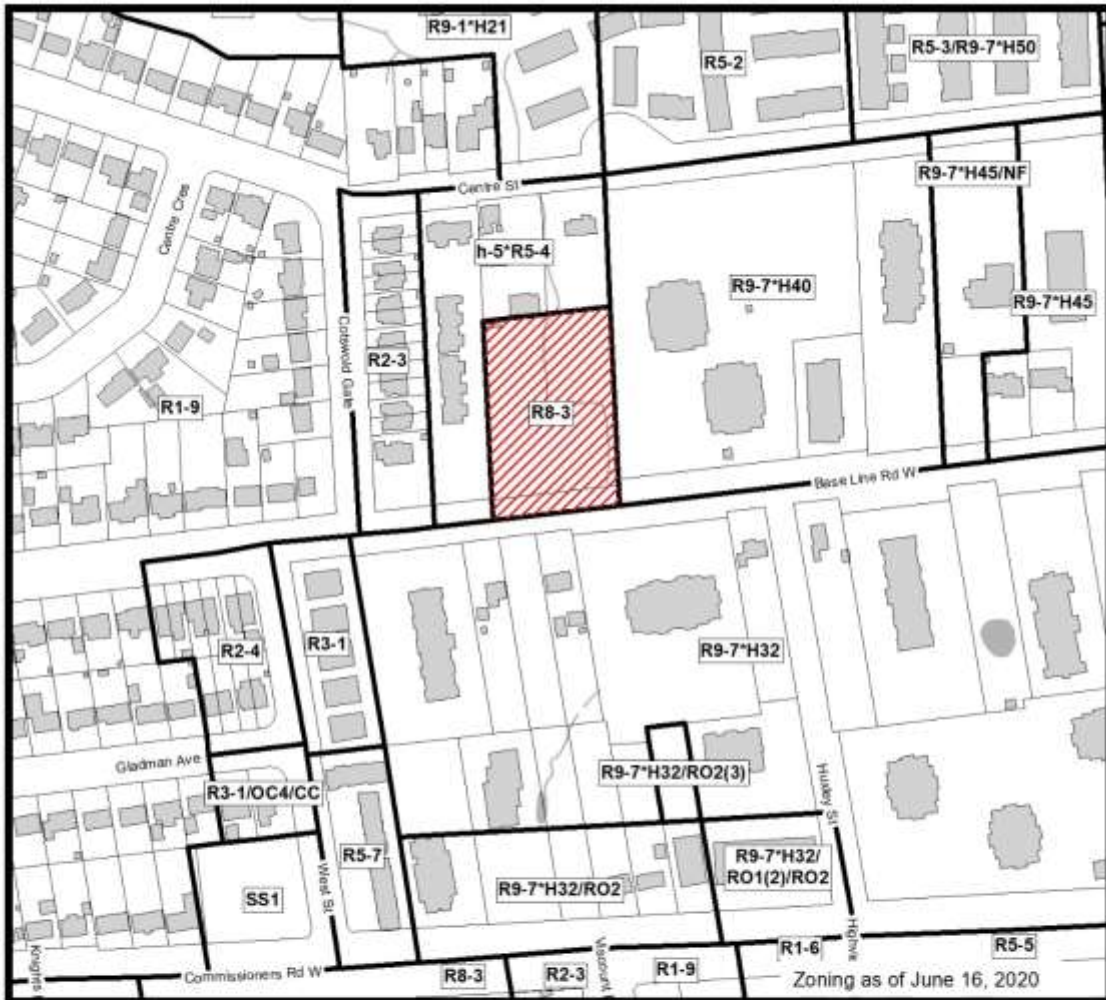 R9-1*H21
R5-2
R5-3/R9-7*H50
Centre St
R9-7*H45/NF
Centre Cres
h-5*R5-4
R9-7*H40
R9-7*H45
Cotswold Gate
R2-3
R1-9
R8-3
Base Line Rd W
R3-1
R2-4
R9-7*H32
Gladman Ave
R9-7*H32/RO2(3)
R3-1/OC4/CC
Huxley St
R5-7
R9-7*H32/
RO1(2)/RO2
R9-7*H32/RO2
SS1
West St
Commissioners Rd W
R8-3
R2-3
R1-9
R1-6
R5-5
Zoning as of June 16, 2020